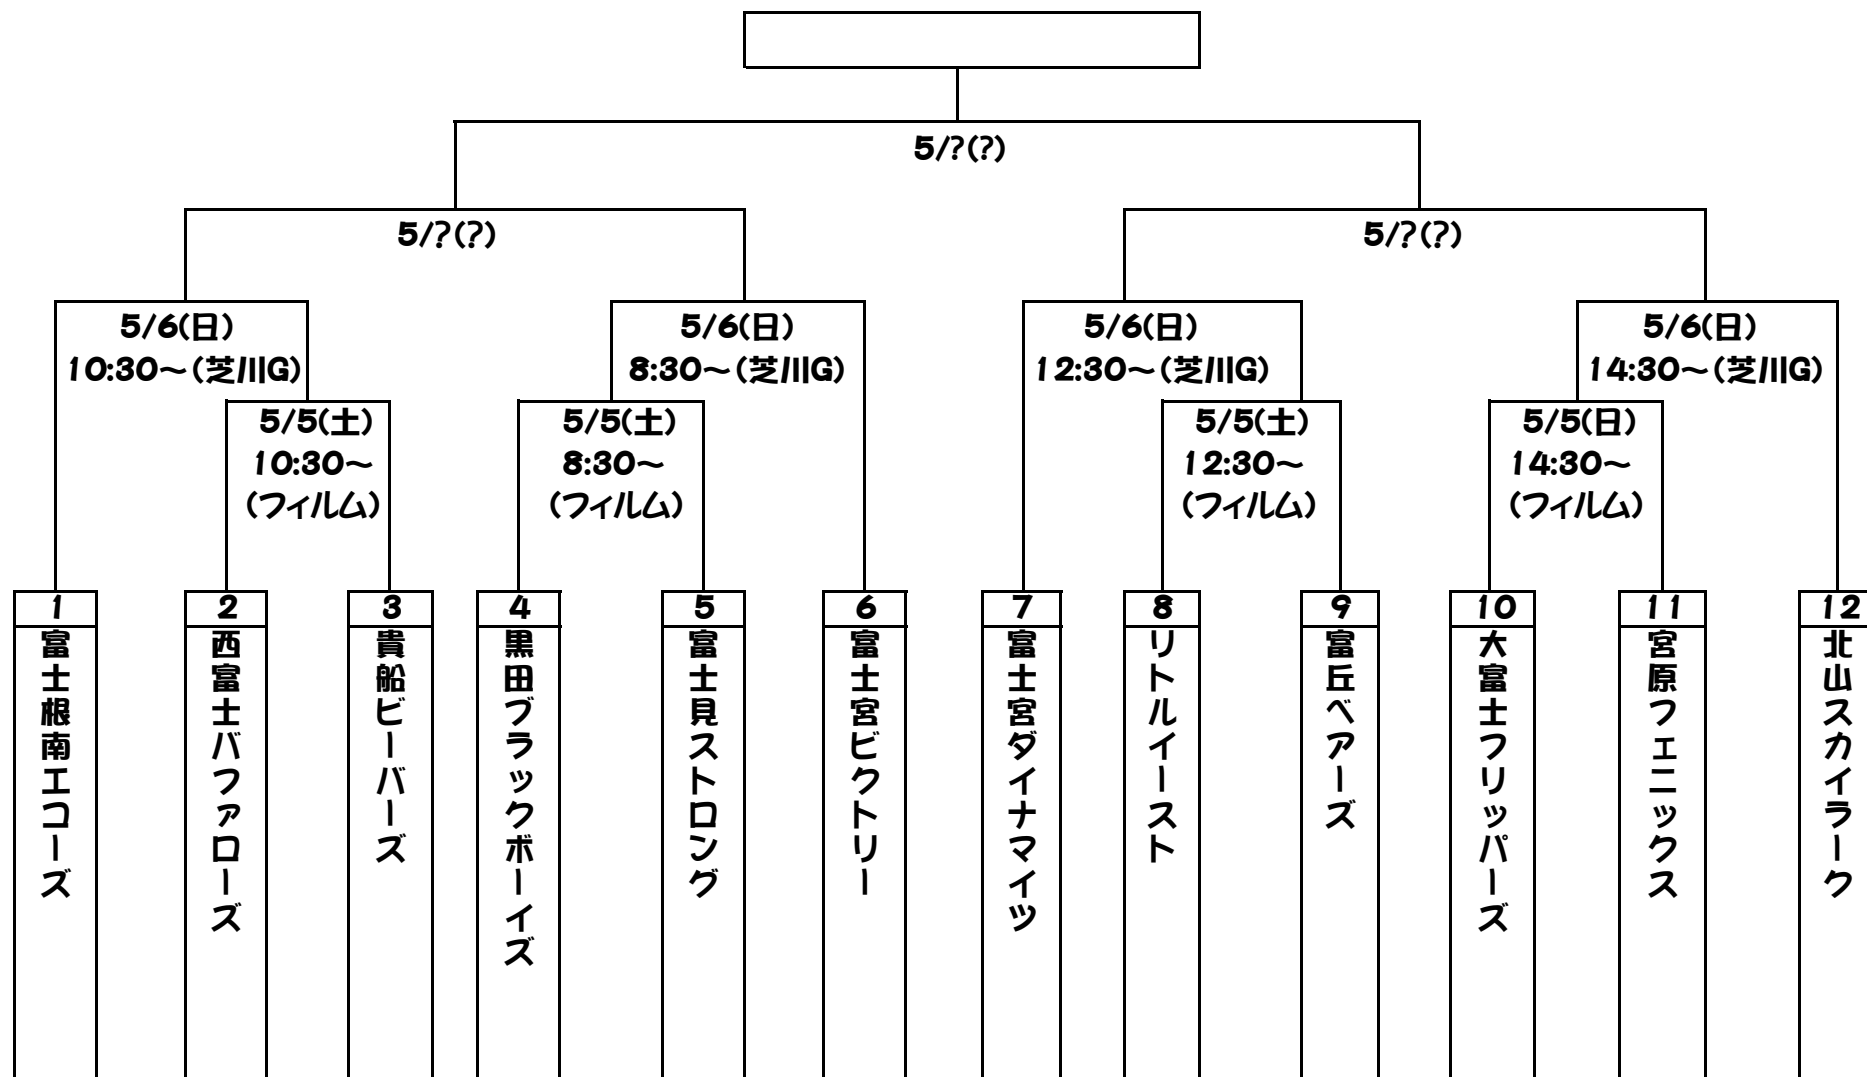 5/?(?)
5/?(?)
5/?(?)
5/6(日)
10:30～(芝川G)
5/6(日)
8:30～(芝川G)
5/6(日)
12:30～(芝川G)
5/6(日)
14:30～(芝川G)
5/5(土)
10:30～
(フィルム)
5/5(土)
8:30～
(フィルム)
5/5(土)
12:30～
(フィルム)
5/5(日)
14:30～
(フィルム)
1
富士根南エコーズ
2
西富士バファローズ
3
貴船ビーバーズ
4
黒田ブラックボーイズ
5
富士見ストロング
6
富士宮ビクトリー
7
富士宮ダイナマイツ
8
リトルイースト
9
富丘ベアーズ
10
大富士フリッパーズ
11
宮原フェニックス
12
北山スカイラーク